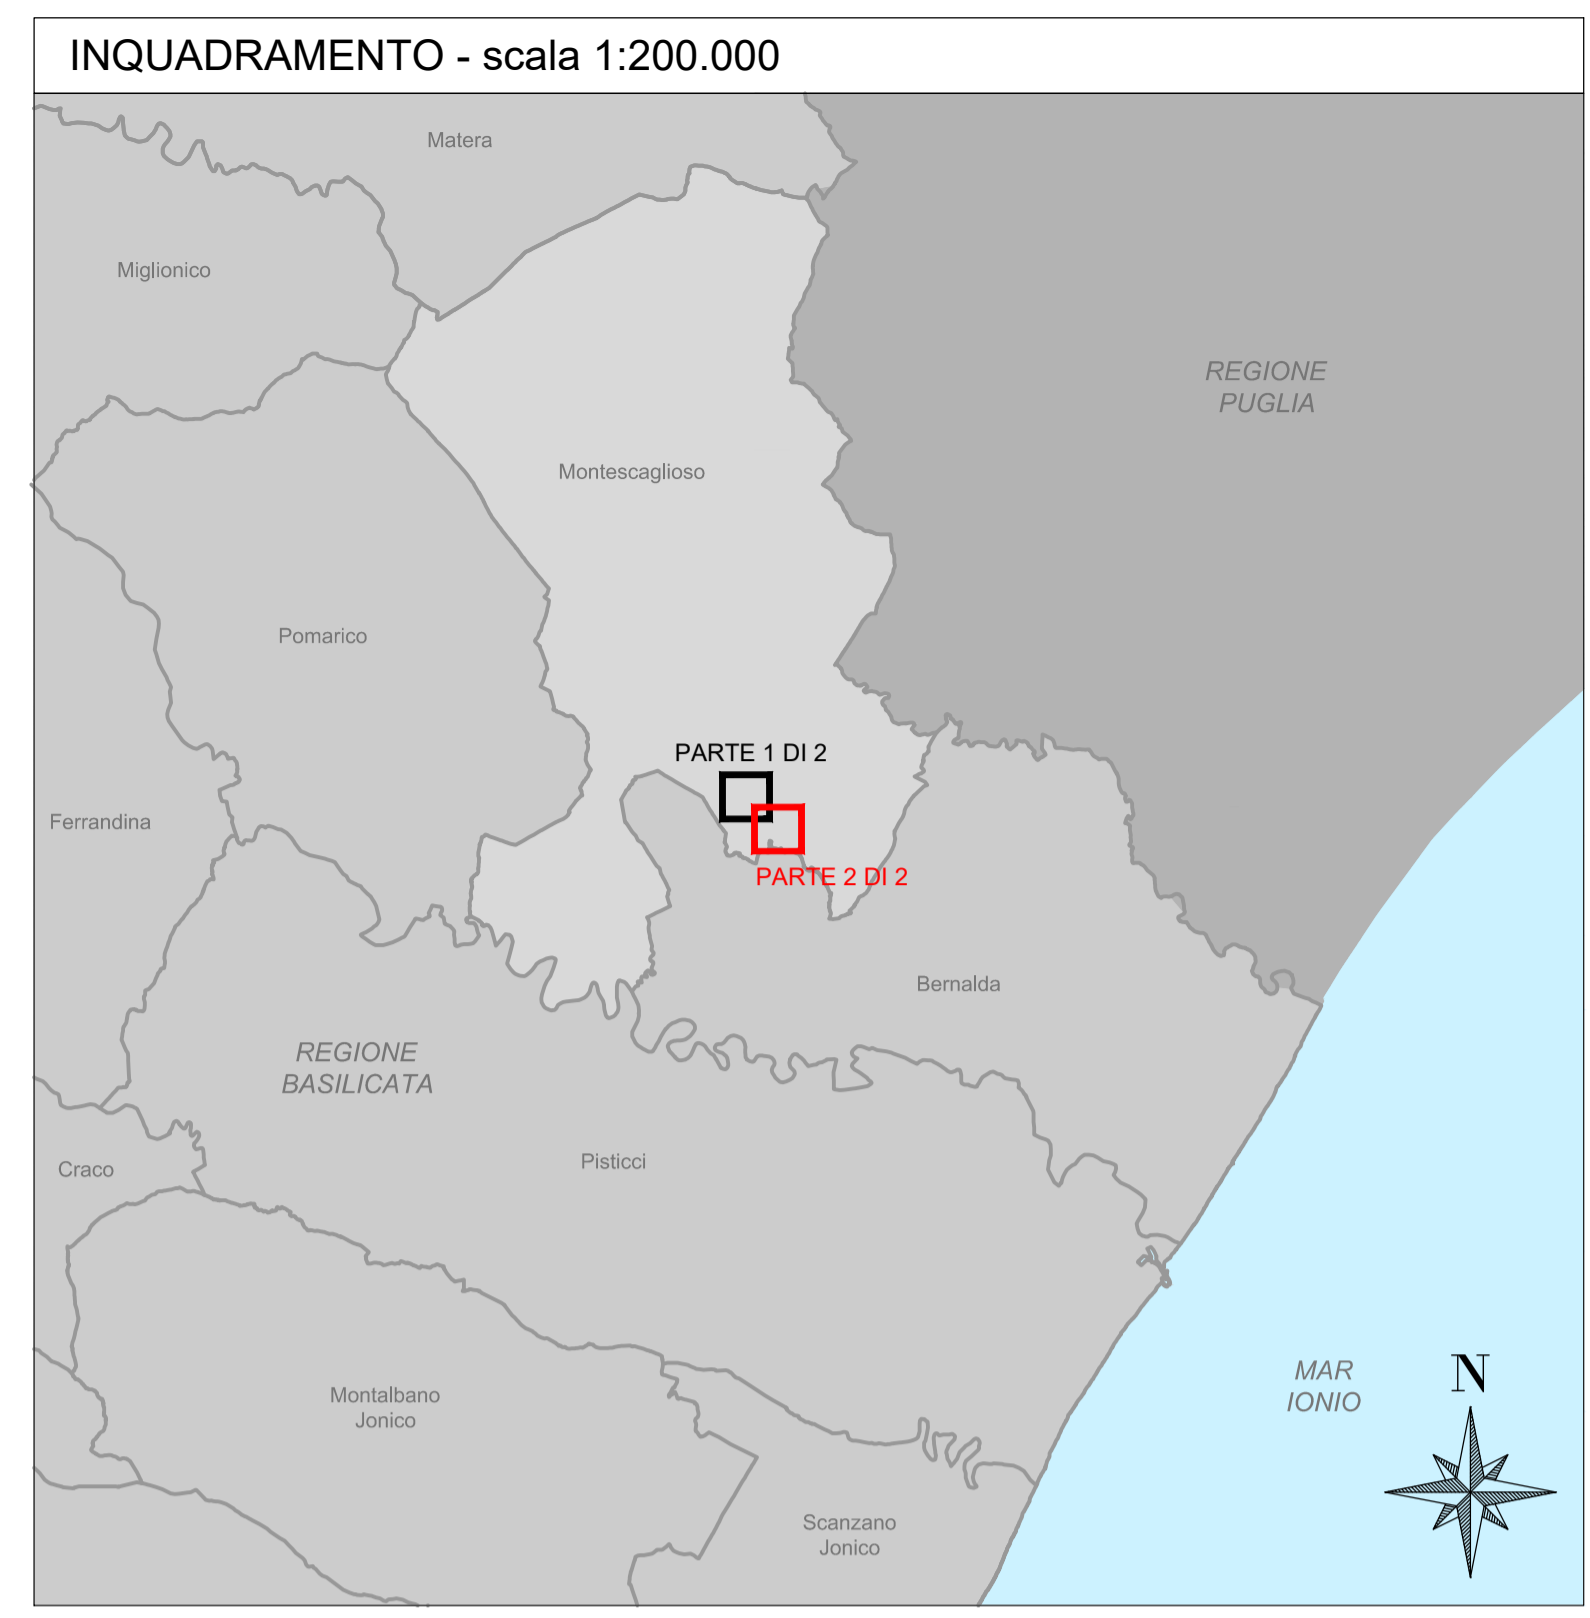 INQUADRAMENTO - scala 1:200.000
Matera
Miglionico
REGIONE
PUGLIA
Montescaglioso
Pomarico
PARTE 1 DI 2
Ferrandina
PARTE 2 DI 2
Bernalda
REGIONE
BASILICATA
Pisticci
Craco
MAR
IONIO
N
Montalbano
Jonico
Scanzano
Jonico